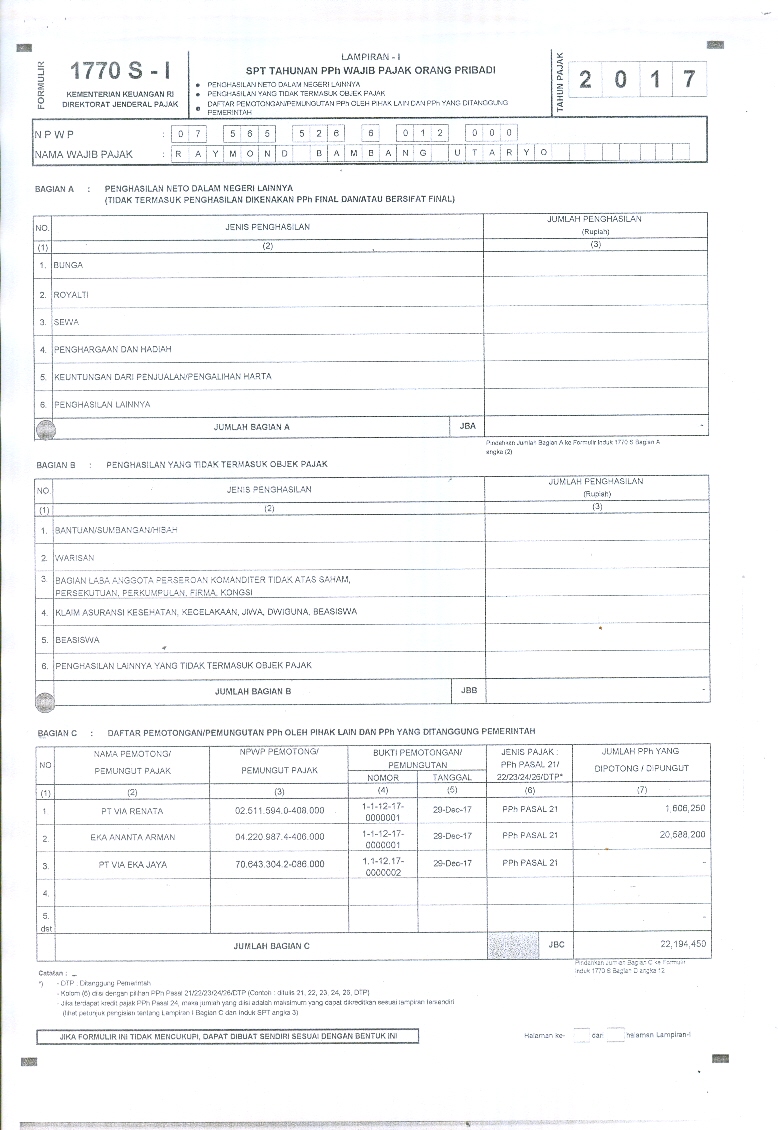 FORMULIR
1770 S - I
KEMENTERIAN KEUANGAN RI
DIREKTORAT JENDERAL PAJAK
LAMPIRAN - I
SPT TAHUNAN PPh WAJIB PAJAK ORANG PRIBADI
• PENGHASILAN NETO DALAM NEGERI LAINNYA
• PENGHASILAN YANG TIDAK TERMASUK OBJEK PAJAK
• DAFTAR PEMOTONGAN/PEMUNGUTAN PPh OLEH PIHAK LAIN DAN PPh YANG DITANGGUNG
PEMERINTAH
TAHUN PAJAK
2 0 1 7
N P W P : 0 7 5 6 5 5 2 6 6 0 1 2 0 0 0
NAMA WAJIB PAJAK : R A Y M O N D B A M B A N G U T A R Y O
BAGIAN A : PENGHASILAN NETO DALAM NEGERI LAINNYA
(TIDAK TERMASUK PENGHASILAN DIKENAKAN PPh FINAL DAN/ATAU BERSIFAT FINAL)
NO. JENIS PENGHASILAN JUMLAH PENGHASILAN
(Rupiah)
(1) (2) (3)
1. BUNGA
2. ROYALTI
3. SEWA
4. PENGHARGAAN DAN HADIAH
5. KEUNTUNGAN DARI PENJUALAN/PENGALIHAN HARTA
6. PENGHASILAN LAINNYA
JUMLAH BAGIAN A JBA -
Pindahkan Jumlah Bagian A ke Formulir Induk 1770 S Bagian A
angka (2)
BAGIAN B : PENGHASILAN YANG TIDAK TERMASUK OBJEK PAJAK
NO. JENIS PENGHASILAN JUMLAH PENGHASILAN
(Rupiah)
(1) (2) (3)
1. BANTUAN/SUMBANGAN/HIBAH
2. WARISAN
3. BAGIAN LABA ANGGOTA PERSEROAN KOMANDITER TIDAK ATAS SAHAM,
PERSEKUTUAN, PERKUMPULAN, FIRMA, KONGSI
4. KLAIM ASURANSI KESEHATAN, KECELAKAAN, JIWA, DWIGUNA, BEASISWA
5. BEASISWA
6. PENGHASILAN LAINNYA YANG TIDAK TERMASUK OBJEK PAJAK
JUMLAH BAGIAN B JBB -
BAGIAN C : DAFTAR PEMOTONGAN/PEMUNGUTAN PPh OLEH PIHAK LAIN DAN PPh YANG DITANGGUNG PEMERINTAH
NO NAMA PEMOTONG/ PEMUNGUT PAJAK NPWP PEMOTONG/ PEMUNGUT PAJAK BUKTI PEMOTONGAN/ PEMUNGUTAN JENIS PAJAK : PPh PASAL 21/ 22/23/24/26/DTP* JUMLAH PPh YANG DIPOTONG / DIPUNGUT
NOMOR TANGGAL
(1) (2) (3) (4) (5) (6) (7)
1. PT VIA RENATA 02.511.594.0-408.000 1-1-12-17-0000001 29-Dec-17 PPh PASAL 21 1,606,250
2. EKA ANANTA ARMAN 04.220.987.4-406.000 1-1-12-17-0000001 29-Dec-17 PPh PASAL 21 20,588,200
3. PT VIA EKA JAYA 70.643.304.2-086.000 1.1-12.17-0000002 29-Dec-17 PPh PASAL 21 -
4. -
5. -
dst
JUMLAH BAGIAN C JBC 22,194,450
Pindahkan Jumlah Bagian C ke Formulir
Induk 1770 S Bagian D angka 12
Catatan :
*) - DTP : Ditanggung Pemerintah
- Kolom (6) diisi dengan pilihan PPh Pasal 21/22/23/24/26/DTP (Contoh : ditulis 21, 22, 23, 24, 26, DTP)
- Jika terdapat kredit pajak PPh Pasal 24, maka jumlah yang diisi adalah maksimum yang dapat dikreditkan sesuai lampiran tersendiri
(lihat petunjuk pengisian tentang Lampiran I Bagian C dan Induk SPT angka 3)
JIKA FORMULIR INI TIDAK MENCUKUPI, DAPAT DIBUAT SENDIRI SESUAI DENGAN BENTUK INI
Halaman ke- dari halaman Lampiran-I